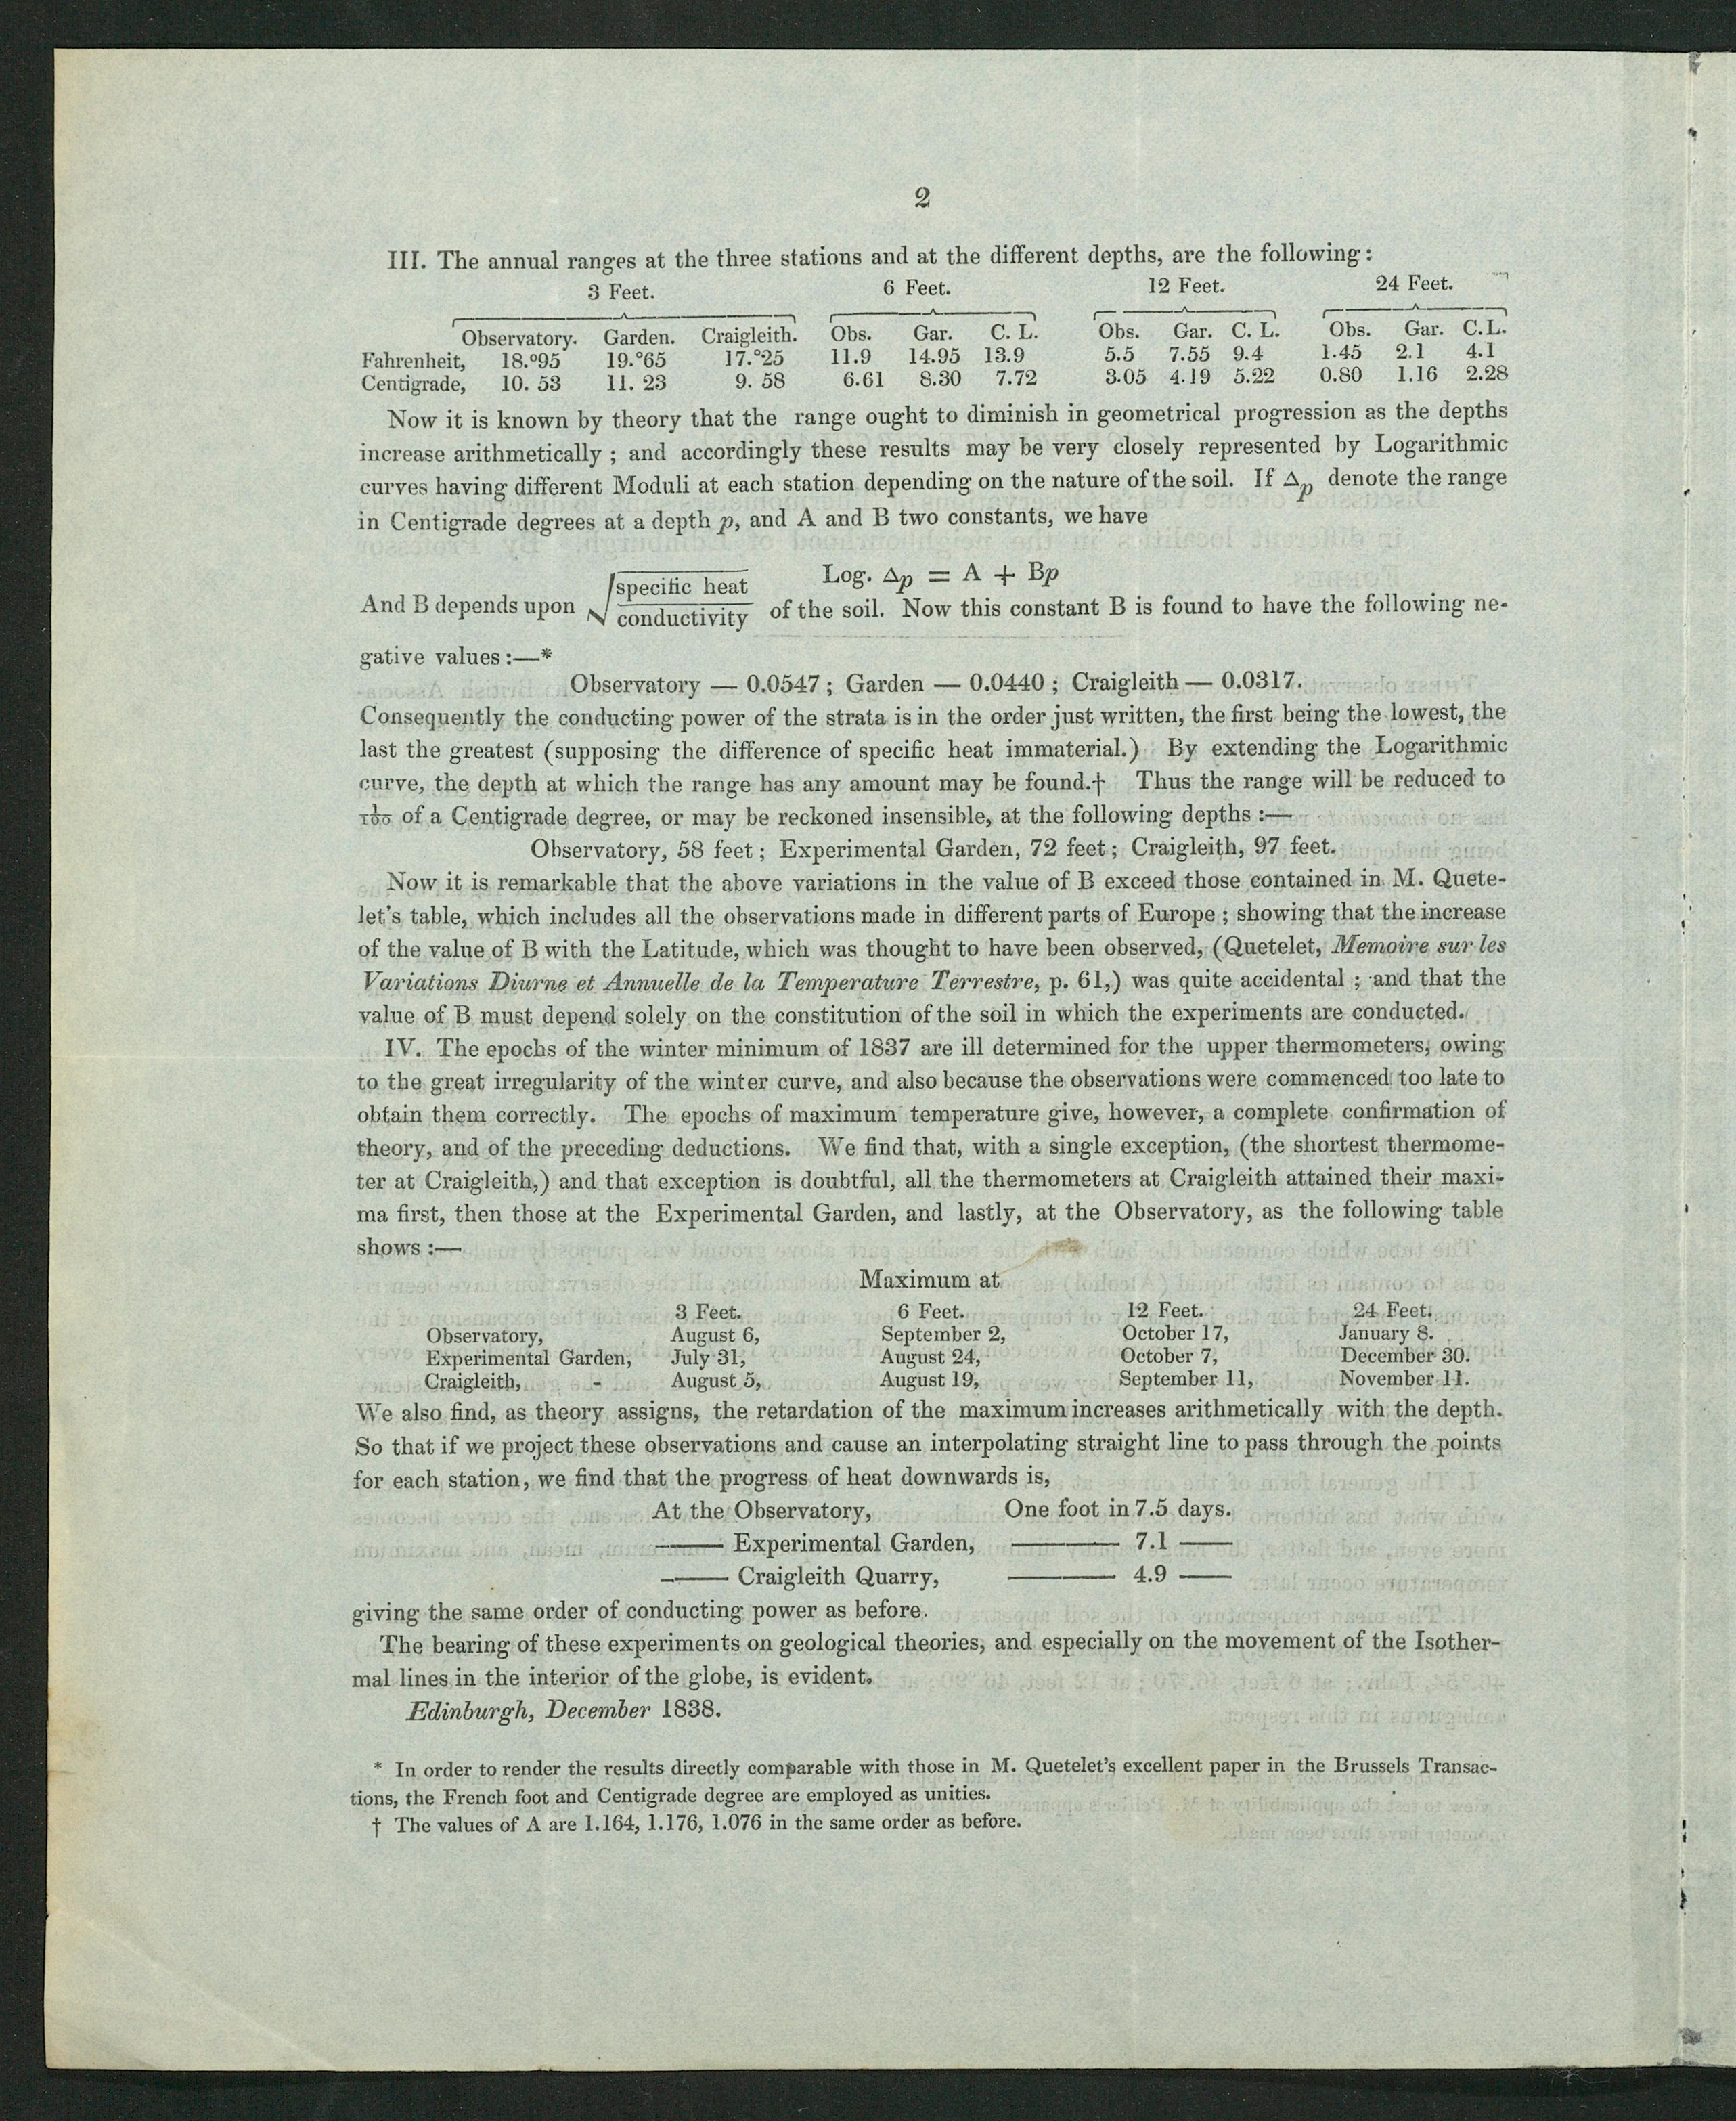 2
III. The annual ranges at the three stations and at the different depths, are the following:
3 Feet. 6 Feet. 12 Feet. 24 Feet.
Observatory. Garden. Craigleith. Obs. Gar. C. L. Obs. Gar. C. L. Obs. Gar. C.L.
Fahrenheit, 18.°95 19.°65 17.°25 11.9 14.95 13.9 5.5 7.55 9.4 1.45 2.1 4.1
Centigrade, 10. 53 11. 23 9. 58 6.61 8.30 7.72 3.05 4.19 5.22 0.80 1.16 2.28
Now it is known by theory that the range ought to diminish in geometrical progression as the depths
increase arithmetically ; and accordingly these results may be very closely represented by Logarithmic
curves having different Moduli at each station depending on the nature of the soil. If Δp denote the range
in Centigrade degrees at a depth p, and A and B two constants, we have
Log. Δp = A + Bp
And B depends upon √(specific heat / conductivity) of the soil. Now this constant B is found to have the following ne-
gative values :—*
Observatory — 0.0547 ; Garden — 0.0440 ; Craigleith — 0.0317.
Consequently the conducting power of the strata is in the order just written, the first being the lowest, the
last the greatest (supposing the difference of specific heat immaterial.) By extending the Logarithmic
curve, the depth at which the range has any amount may be found.† Thus the range will be reduced to
1/100 of a Centigrade degree, or may be reckoned insensible, at the following depths :—
Observatory, 58 feet ; Experimental Garden, 72 feet ; Craigleith, 97 feet.
Now it is remarkable that the above variations in the value of B exceed those contained in M. Quete-
let's table, which includes all the observations made in different parts of Europe ; showing that the increase
of the value of B with the Latitude, which was thought to have been observed, (Quetelet, Memoire sur les
Variations Diurne et Annuelle de la Temperature Terrestre, p. 61,) was quite accidental ; and that the
value of B must depend solely on the constitution of the soil in which the experiments are conducted.
IV. The epochs of the winter minimum of 1837 are ill determined for the upper thermometers, owing
to the great irregularity of the winter curve, and also because the observations were commenced too late to
obtain them correctly. The epochs of maximum temperature give, however, a complete confirmation of
theory, and of the preceding deductions. We find that, with a single exception, (the shortest thermome-
ter at Craigleith,) and that exception is doubtful, all the thermometers at Craigleith attained their maxi-
ma first, then those at the Experimental Garden, and lastly, at the Observatory, as the following table
shows :—
Maximum at
3 Feet. 6 Feet. 12 Feet. 24 Feet.
Observatory, August 6, September 2, October 17, January 8.
Experimental Garden, July 31, August 24, October 7, December 30.
Craigleith, - August 5, August 19, September 11, November 11.
We also find, as theory assigns, the retardation of the maximum increases arithmetically with the depth.
So that if we project these observations and cause an interpolating straight line to pass through the points
for each station, we find that the progress of heat downwards is,
At the Observatory, One foot in 7.5 days.
—— Experimental Garden, ——— 7.1 ——
—— Craigleith Quarry, ——— 4.9 ——
giving the same order of conducting power as before.
The bearing of these experiments on geological theories, and especially on the movement of the Isother-
mal lines in the interior of the globe, is evident.
Edinburgh, December 1838.
* In order to render the results directly comparable with those in M. Quetelet's excellent paper in the Brussels Transac-
tions, the French foot and Centigrade degree are employed as unities.
† The values of A are 1.164, 1.176, 1.076 in the same order as before.